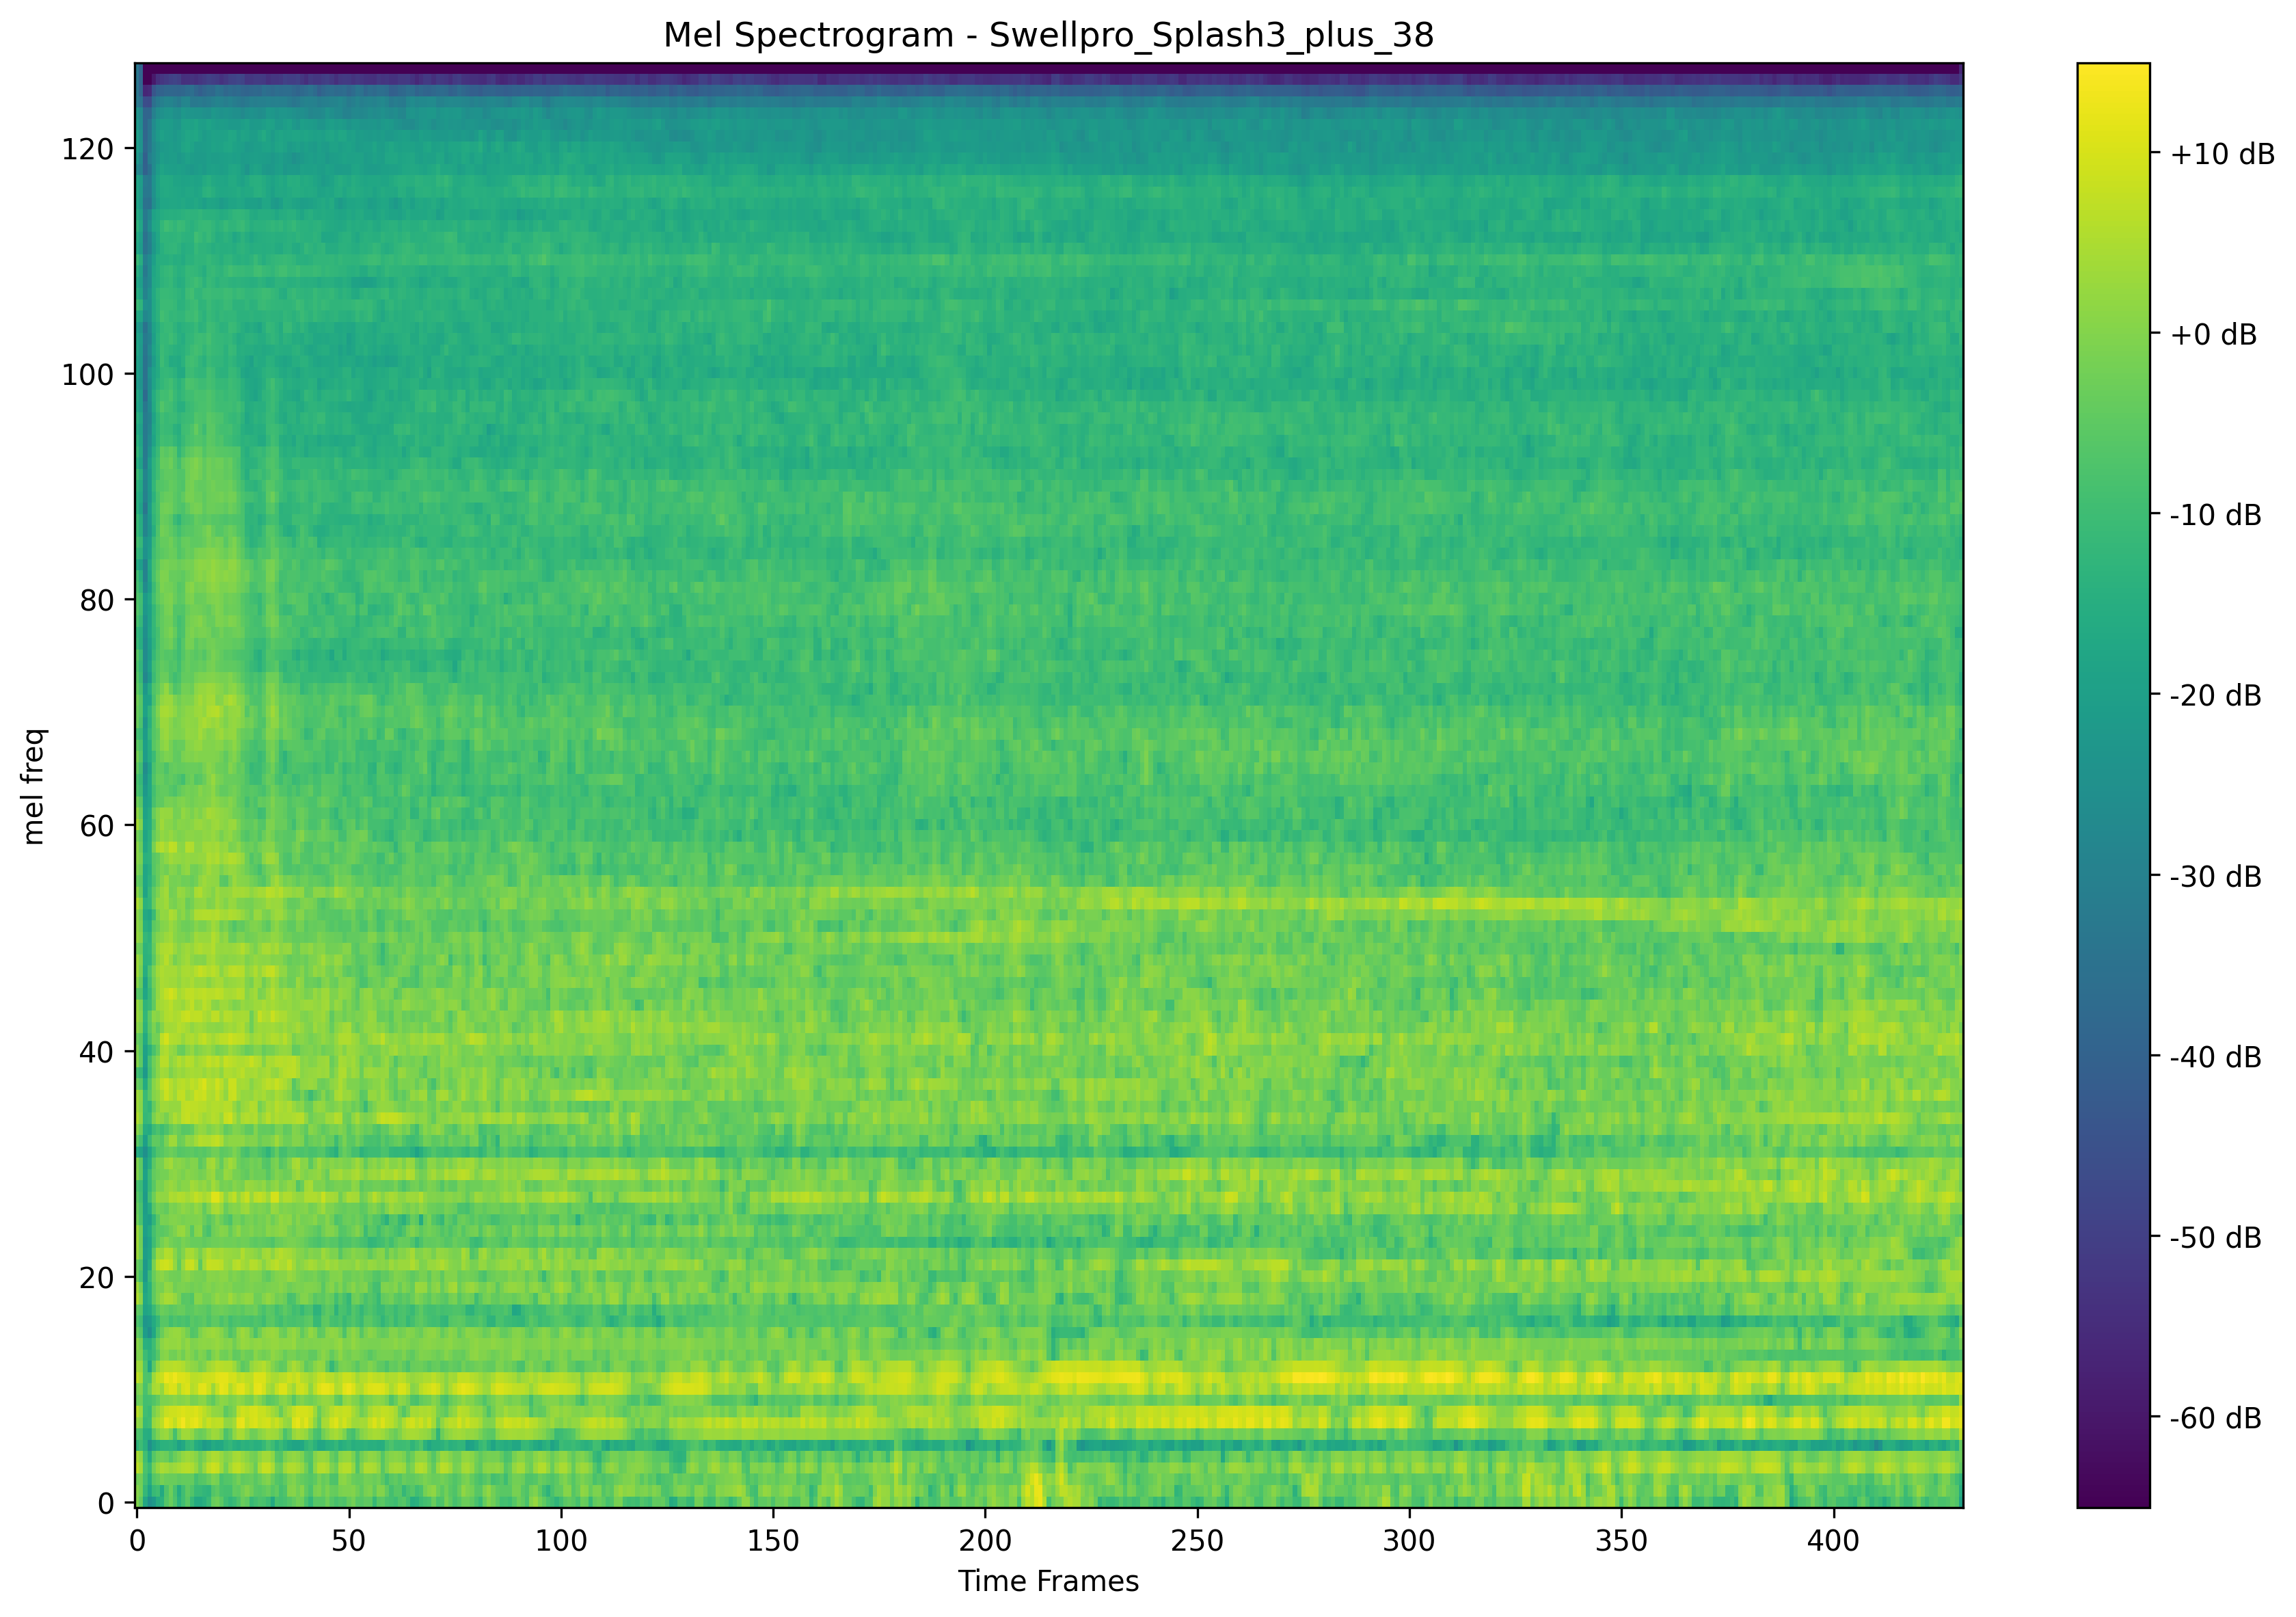 Mel Spectrogram - Swellpro_Splash3_plus_38
mel freq
120
100
80
60
40
20
0
0 50 100 150 200 250 300 350 400
Time Frames
+10 dB
+0 dB
-10 dB
-20 dB
-30 dB
-40 dB
-50 dB
-60 dB